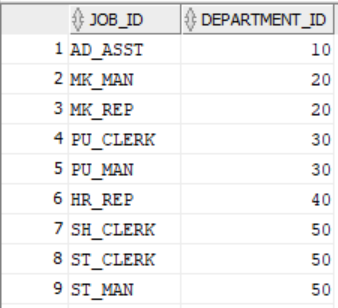 JOB_ID DEPARTMENT_ID
1 AD_ASST 10
2 MK_MAN 20
3 MK_REP 20
4 PU_CLERK 30
5 PU_MAN 30
6 HR_REP 40
7 SH_CLERK 50
8 ST_CLERK 50
9 ST_MAN 50